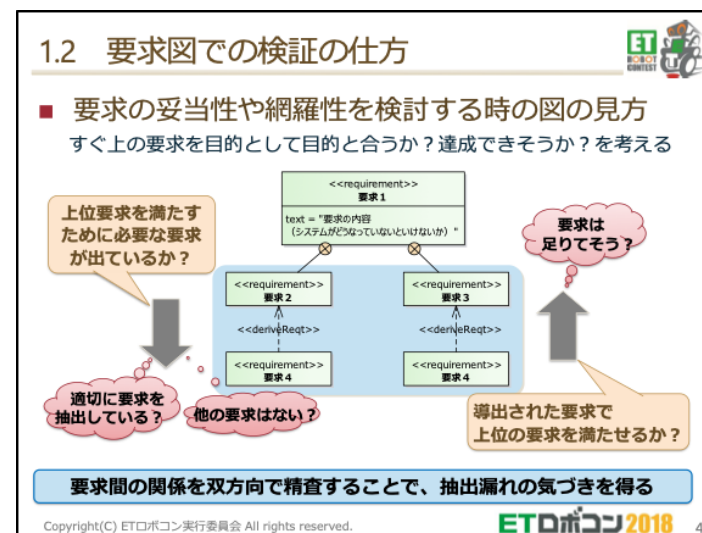 1.2 要求図での検証の仕方
ET
ROBOT
CONTEST
■ 要求の妥当性や網羅性を検討する時の図の見方
すぐ上の要求を目的として目的と合うか？達成できそうか？を考える
上位要求を満たす
ために必要な要求
が出ているか？
<<requirement>>
要求１
text = "要求の内容
（システムがどうなっていないといけないか）"
要求は
足りてそう？
<<requirement>>
要求２
<<requirement>>
要求３
<<deriveReqt>>
<<deriveReqt>>
<<requirement>>
要求４
<<requirement>>
要求４
適切に要求を
抽出している？
他の要求はない？
導出された要求で
上位の要求を満たせるか？
要求間の関係を双方向で精査することで、抽出漏れの気づきを得る
Copyright(C) ETロボコン実行委員会 All rights reserved.
ETロボコン2018
4